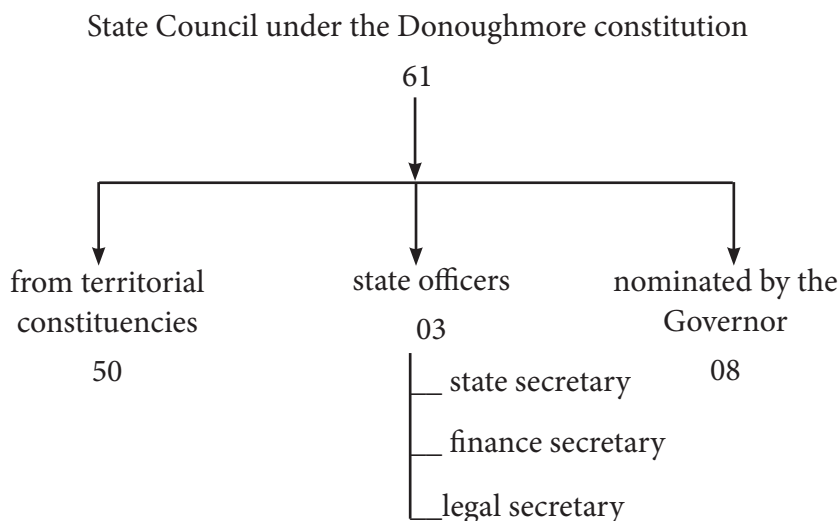 State Council under the Donoughmore constitution
61
from territorial
constituencies
50
state officers
03
state secretary
finance secretary
legal secretary
nominated by the
Governor
08